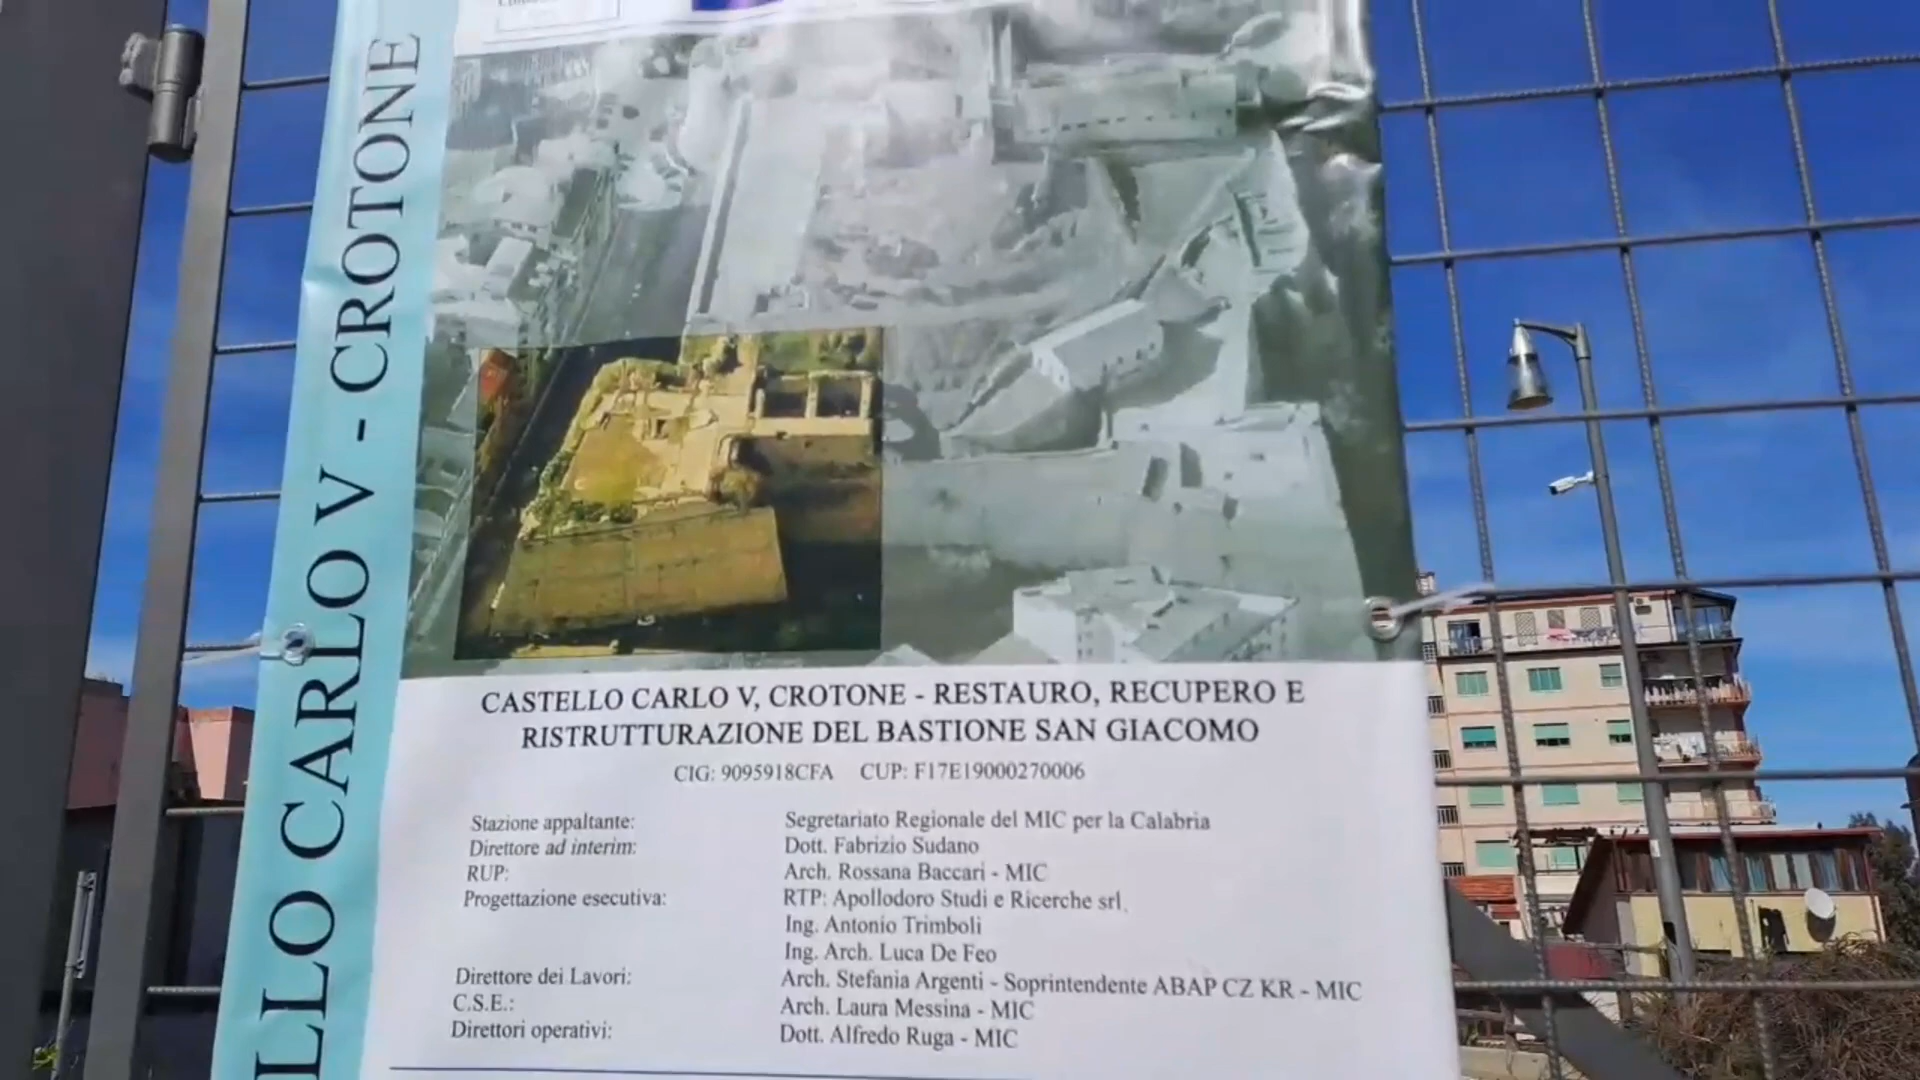 LLO CARLO V - CROTONE
CASTELLO CARLO V, CROTONE - RESTAURO, RECUPERO E
RISTRUTTURAZIONE DEL BASTIONE SAN GIACOMO
CIG: 9095918CFA CUP: F17E19000270006
Stazione appaltante: Segretariato Regionale del MIC per la Calabria
Direttore ad interim: Dott. Fabrizio Sudano
RUP: Arch. Rossana Baccari - MIC
Progettazione esecutiva: RTP: Apollodoro Studi e Ricerche srl.
Ing. Antonio Trimboli
Ing. Arch. Luca De Feo
Direttore dei Lavori: Arch. Stefania Argenti - Soprintendente ABAP CZ KR - MIC
C.S.E.: Arch. Laura Messina - MIC
Direttori operativi: Dott. Alfredo Ruga - MIC